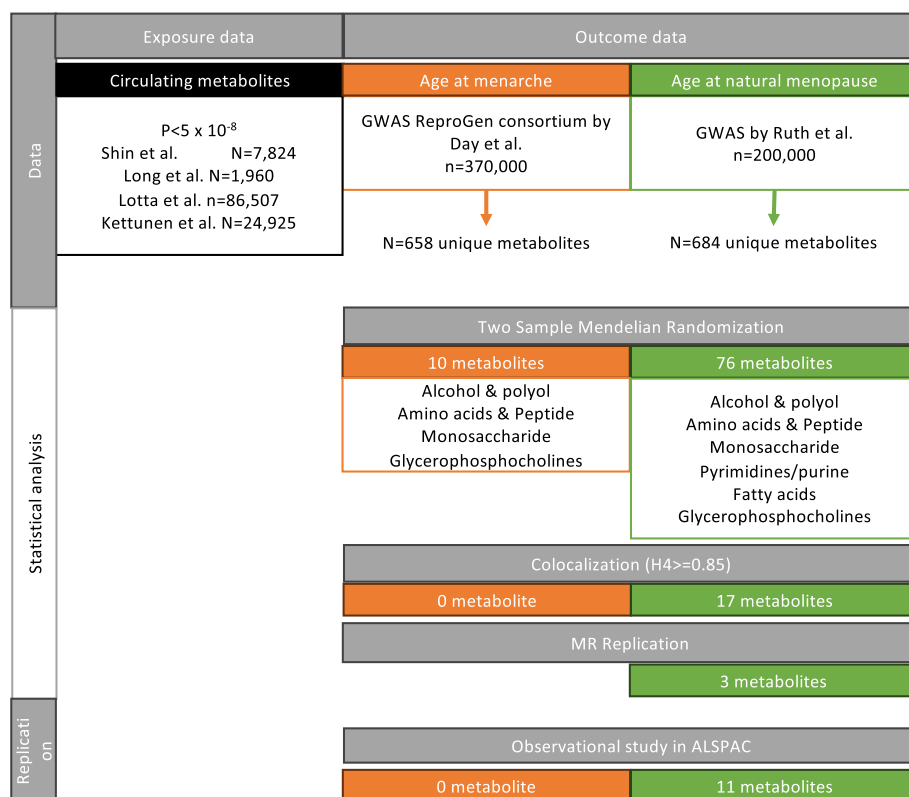 Exposure data
Outcome data
Data
Circulating metabolites
Age at menarche
Age at natural menopause
P<5 x 10-8
Shin et al. N=7,824
Long et al. N=1,960
Lotta et al. n=86,507
Kettunen et al. N=24,925
GWAS ReproGen consortium by
Day et al.
n=370,000
GWAS by Ruth et al.
n=200,000
N=658 unique metabolites
N=684 unique metabolites
Statistical analysis
Two Sample Mendelian Randomization
10 metabolites
76 metabolites
Alcohol & polyol
Amino acids & Peptide
Monosaccharide
Glycerophosphocholines
Alcohol & polyol
Amino acids & Peptide
Monosaccharide
Pyrimidines/purine
Fatty acids
Glycerophosphocholines
Colocalization (H4>=0.85)
0 metabolite
17 metabolites
MR Replication
3 metabolites
Replicati
on
Observational study in ALSPAC
0 metabolite
11 metabolites